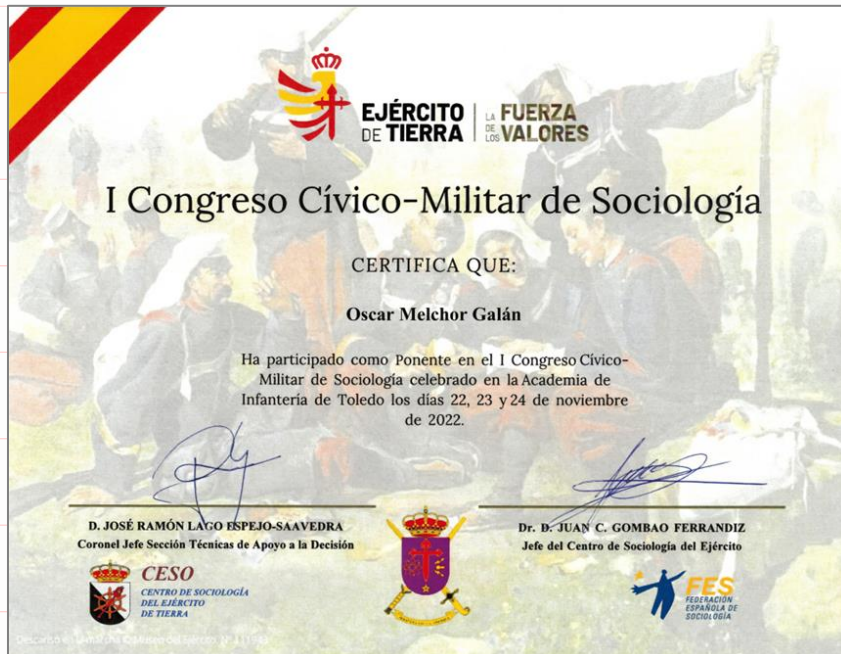 EJÉRCITO
DE TIERRA
LA FUERZA
DE LOS VALORES
I Congreso Cívico-Militar de Sociología
CERTIFICA QUE:
Oscar Melchor Galán
Ha participado como Ponente en el I Congreso Cívico-
Militar de Sociología celebrado en la Academia de
Infantería de Toledo los días 22, 23 y 24 de noviembre
de 2022.
D. JOSÉ RAMÓN LAGO ESPEJO-SAAVEDRA
Coronel Jefe Sección Técnicas de Apoyo a la Decisión
Dr. D. JUAN C. GOMBAO FERRANDIZ
Jefe del Centro de Sociología del Ejército
CESO
CENTRO DE SOCIOLOGÍA
DEL EJÉRCITO
DE TIERRA
FES
FEDERACIÓN
ESPAÑOLA DE
SOCIOLOGÍA